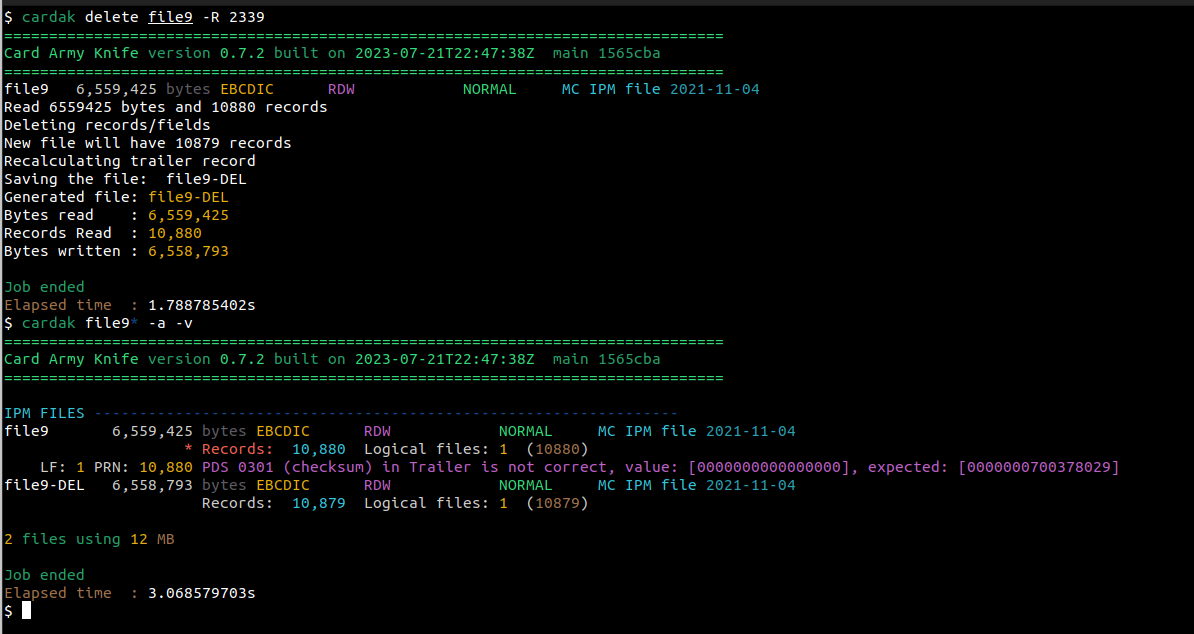 $ cardak delete file9 -R 2339
================================================================================
Card Army Knife version 0.7.2 built on 2023-07-21T22:47:38Z  main 1565cba
================================================================================
file9   6,559,425 bytes EBCDIC      RDW            NORMAL     MC IPM file 2021-11-04
Read 6559425 bytes and 10880 records
Deleting records/fields
New file will have 10879 records
Recalculating trailer record
Saving the file:  file9-DEL
Generated file: file9-DEL
Bytes read    : 6,559,425
Records Read  : 10,880
Bytes written : 6,558,793
Job ended
Elapsed time  : 1.788785402s
$ cardak file9* -a -v
================================================================================
Card Army Knife version 0.7.2 built on 2023-07-21T22:47:38Z  main 1565cba
================================================================================
IPM FILES -----------------------------------------------------------------
file9       6,559,425 bytes EBCDIC      RDW            NORMAL     MC IPM file 2021-11-04
* Records:  10,880  Logical files: 1  (10880)
LF: 1 PRN: 10,880 PDS 0301 (checksum) in Trailer is not correct, value: [0000000000000000], expected: [0000000700378029]
file9-DEL   6,558,793 bytes EBCDIC      RDW            NORMAL     MC IPM file 2021-11-04
Records:  10,879  Logical files: 1  (10879)
2 files using 12 MB
Job ended
Elapsed time  : 3.068579703s
$